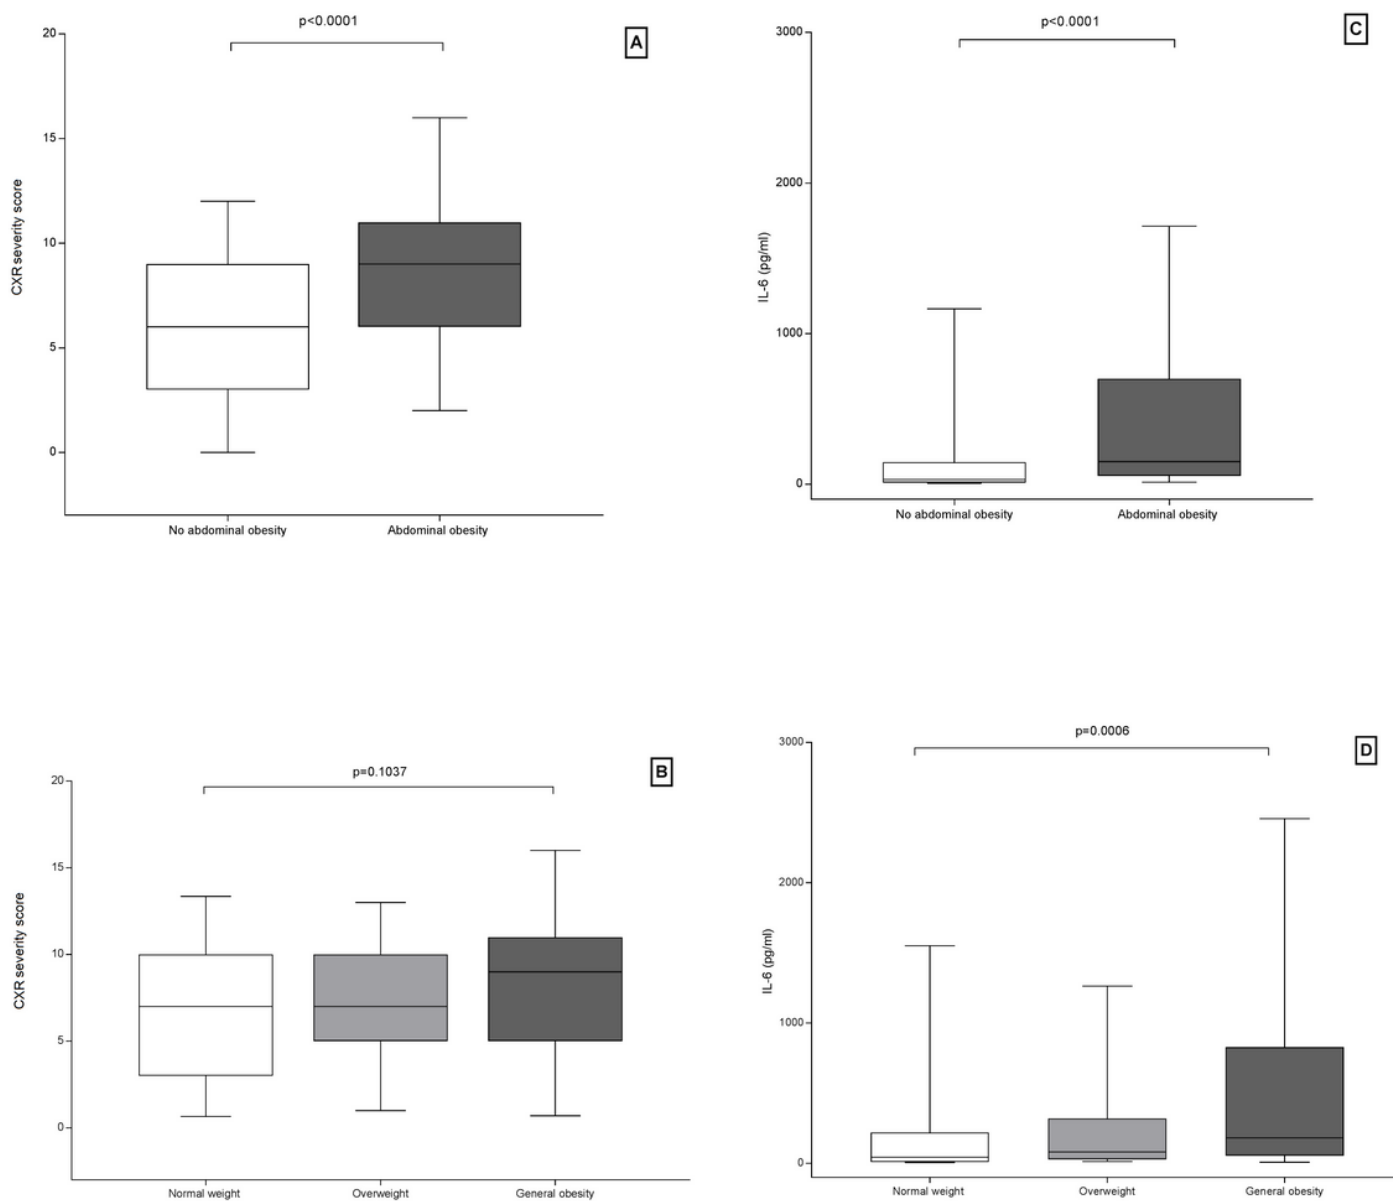 p<0.0001
A
20
15
10
5
0
CXR severity score
No abdominal obesity
Abdominal obesity
p<0.0001
C
3000
2000
1000
0
IL-6 (pg/ml)
No abdominal obesity
Abdominal obesity
p=0.1037
B
20
15
10
5
0
CXR severity score
Normal weight
Overweight
General obesity
p=0.0006
D
3000
2000
1000
0
IL-6 (pg/ml)
Normal weight
Overweight
General obesity